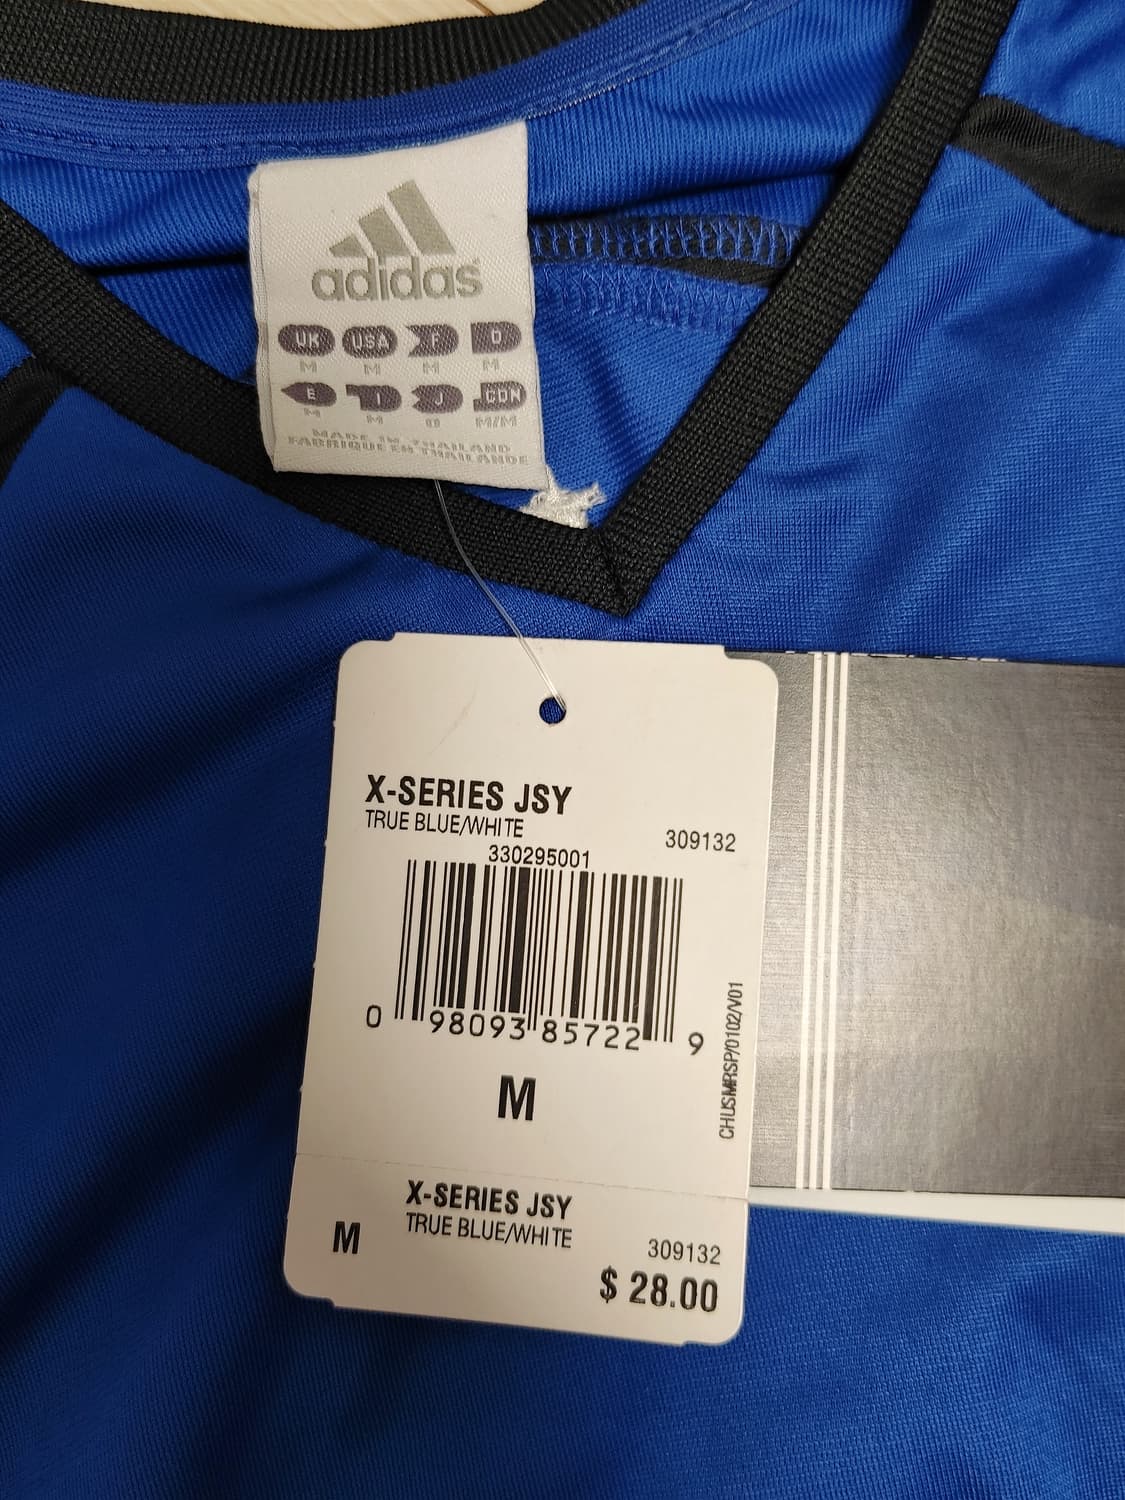 adidas
UK USA F D
M M M M
E I J CDN
M M O M/M
MADE IN THAILAND
FABRIQUE EN THAILANDE
X-SERIES JSY
TRUE BLUE/WHITE
309132
330295001
0 98093 85722 9
M
CHUSMRSP/0102/V01
X-SERIES JSY
TRUE BLUE/WHITE
M
309132
$ 28.00